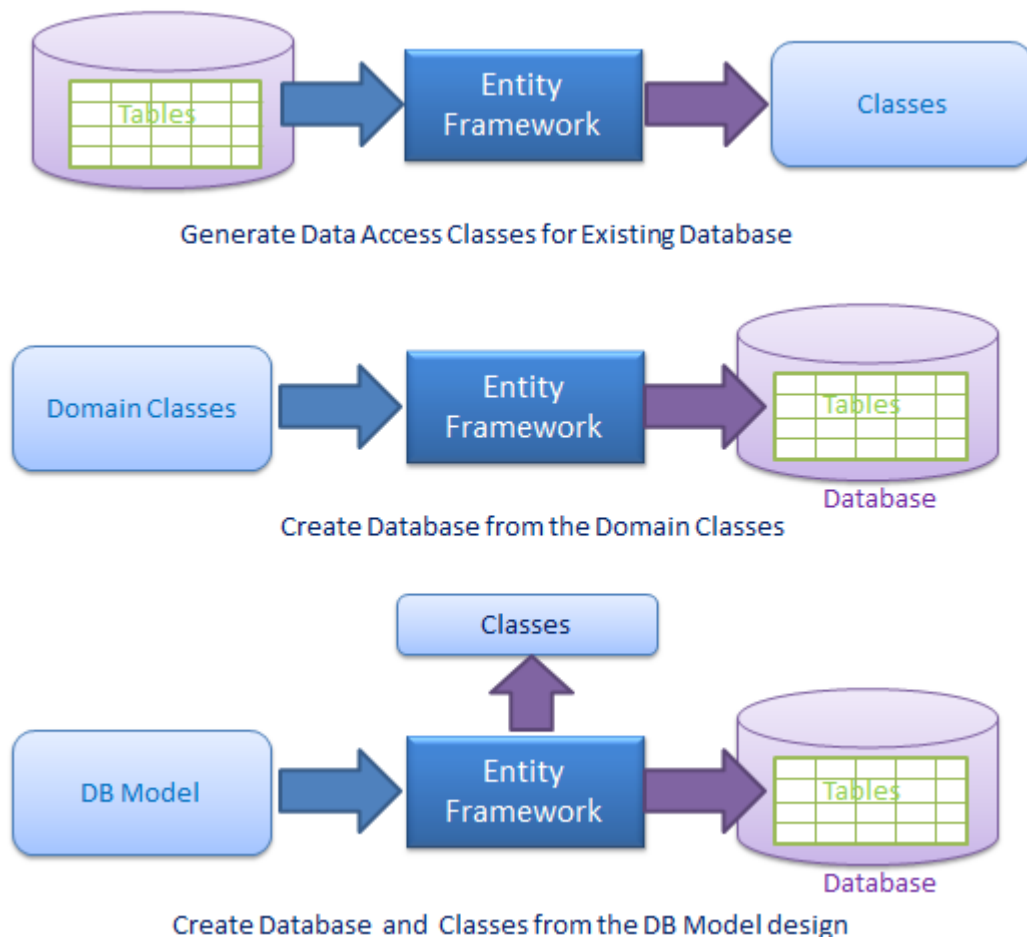 Tables
Entity
Framework
Classes
Generate Data Access Classes for Existing Database
Domain Classes
Entity
Framework
Tables
Database
Create Database from the Domain Classes
Classes
DB Model
Entity
Framework
Tables
Database
Create Database and Classes from the DB Model design